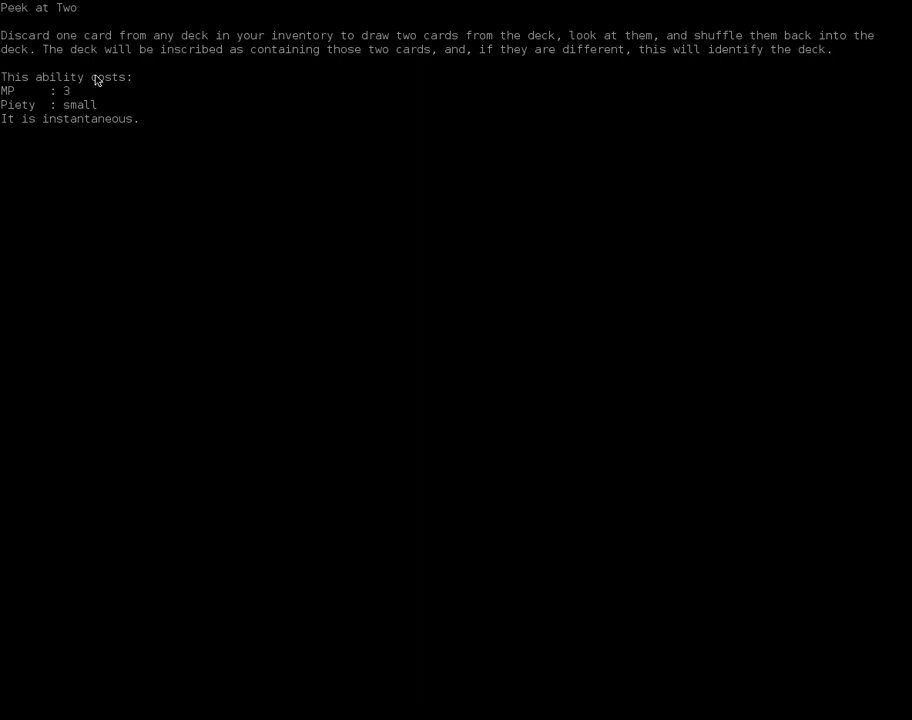 Peek at Two
Discard one card from any deck in your inventory to draw two cards from the deck, look at them, and shuffle them back into the
deck. The deck will be inscribed as containing those two cards, and, if they are different, this will identify the deck.
This ability costs:
MP     : 3
Piety  : small
It is instantaneous.